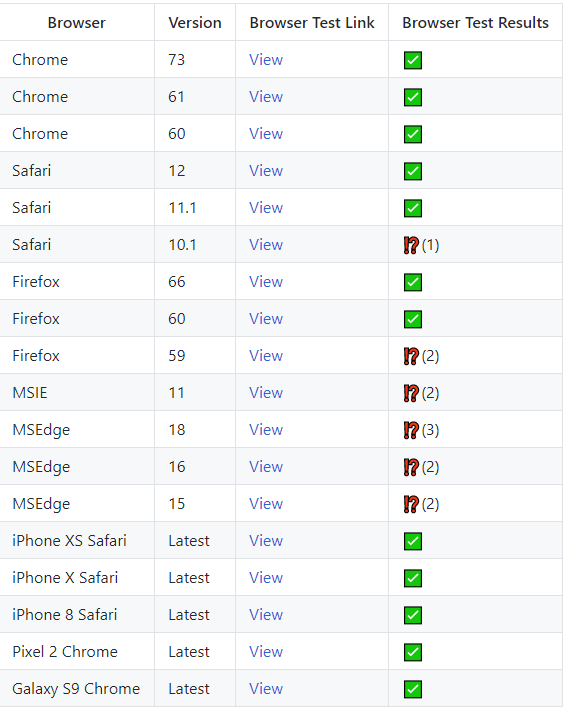 Browser Version Browser Test Link Browser Test Results
Chrome 73 View ✅
Chrome 61 View ✅
Chrome 60 View ✅
Safari 12 View ✅
Safari 11.1 View ✅
Safari 10.1 View ⁉️(1)
Firefox 66 View ✅
Firefox 60 View ✅
Firefox 59 View ⁉️(2)
MSIE 11 View ⁉️(2)
MSEdge 18 View ⁉️(3)
MSEdge 16 View ⁉️(2)
MSEdge 15 View ⁉️(2)
iPhone XS Safari Latest View ✅
iPhone X Safari Latest View ✅
iPhone 8 Safari Latest View ✅
Pixel 2 Chrome Latest View ✅
Galaxy S9 Chrome Latest View ✅